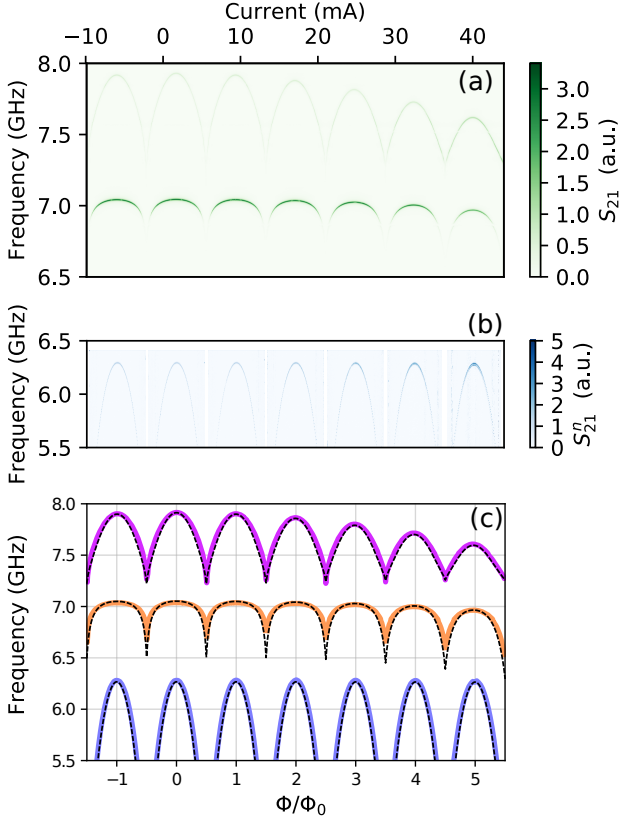 Current (mA)
−10 0 10 20 30 40
(a)
8.0
7.5
7.0
6.5
Frequency (GHz)
3.0
2.5
2.0
1.5
1.0
0.5
0.0
S21 (a.u.)
(b)
6.5
6.0
5.5
Frequency (GHz)
5
4
3
2
1
0
Sⁿ21 (a.u.)
(c)
8.0
7.5
7.0
6.5
6.0
5.5
Frequency (GHz)
−1 0 1 2 3 4 5
Φ/Φ0